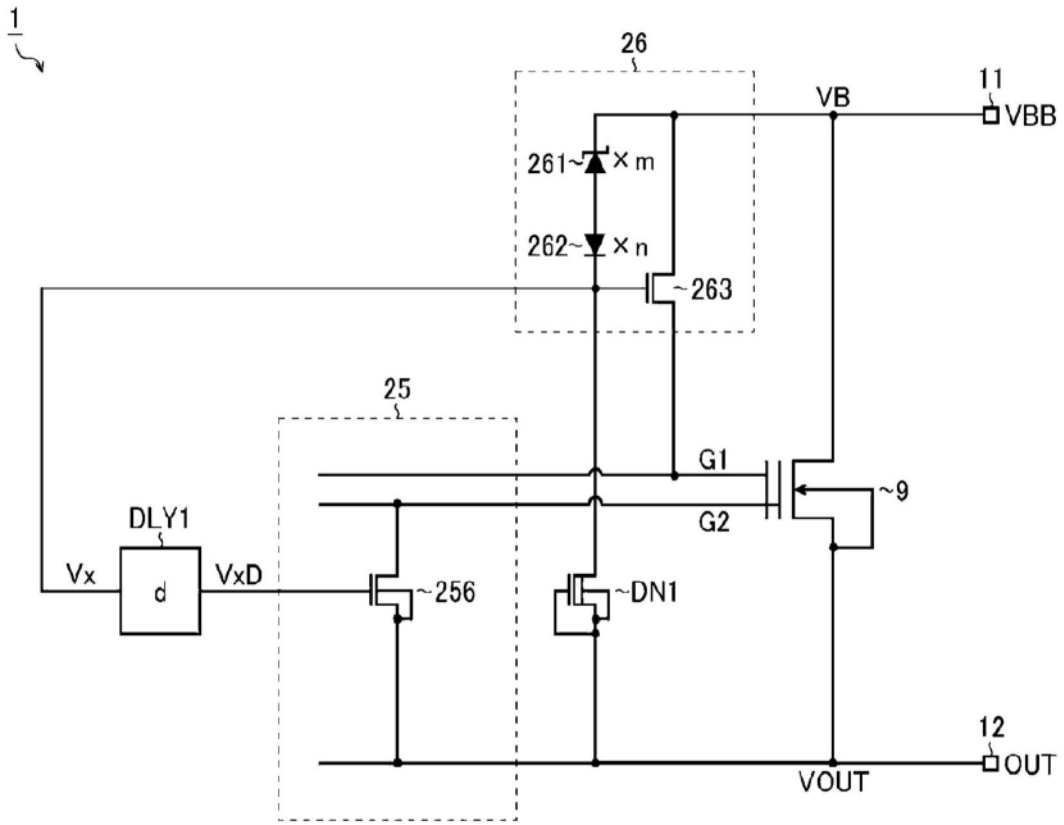 1
26
11
VB
VBB
261
×m
262
×n
263
25
G1
9
G2
DLY1
Vx
d
VxD
256
DN1
12
OUT
VOUT